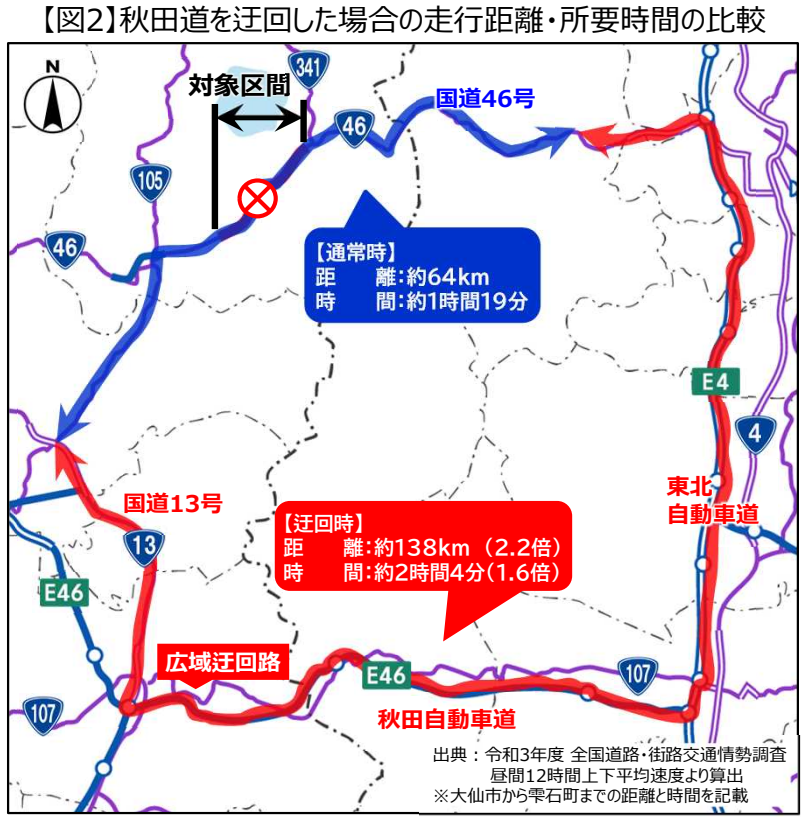 【図2】秋田道を迂回した場合の走行距離・所要時間の比較
N
341
対象区間
国道46号
46
105
46
【通常時】
距　離：約64km
時　間：約1時間19分
E4
4
国道13号
東北
自動車道
【迂回時】
距　離：約138km（2.2倍）
時　間：約2時間4分(1.6倍)
13
E46
広域迂回路
E46
107
107
秋田自動車道
出典：令和3年度 全国道路・街路交通情勢調査
昼間12時間上下平均速度より算出
※大仙市から雫石町までの距離と時間を記載